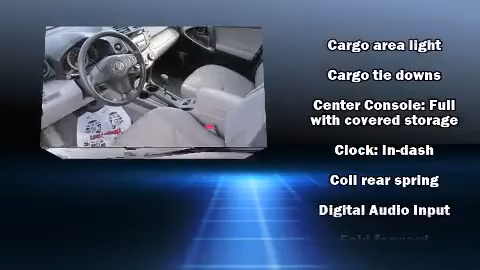 Cargo area light
Cargo tie downs
Center Console: Full
with covered storage
Clock: In-dash
Coil rear spring
Digital Audio Input